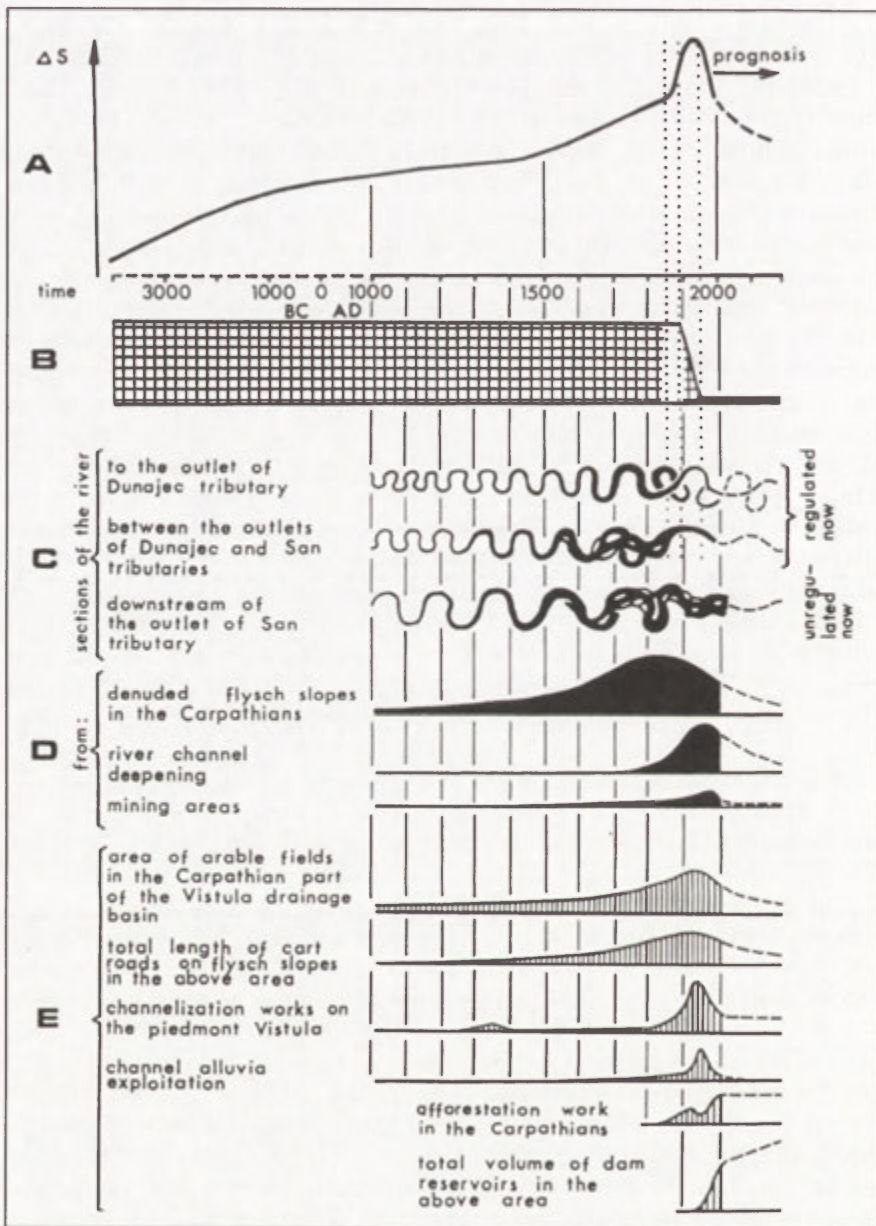 ΔS
prognosis
A
time
3000 1000 0 1000 1500 2000
BC AD
B
C
sections of the river
to the outlet of
Dunajec tributary
between the outlets
of Dunajec and San
tributaries
downstream of
the outlet of San
tributary
regulated
now
unregu-
lated
now
D
from:
denuded flysch slopes
in the Carpathians
river channel
deepening
mining areas
E
area of arable fields
in the Carpathian part
of the Vistula drainage
basin
total length of cart
roads on flysch slopes
in the above area
channelization works on
the piedmont Vistula
channel alluvia
exploitation
afforestation work
in the Carpathians
total volume of dam
reservoirs in the
above area